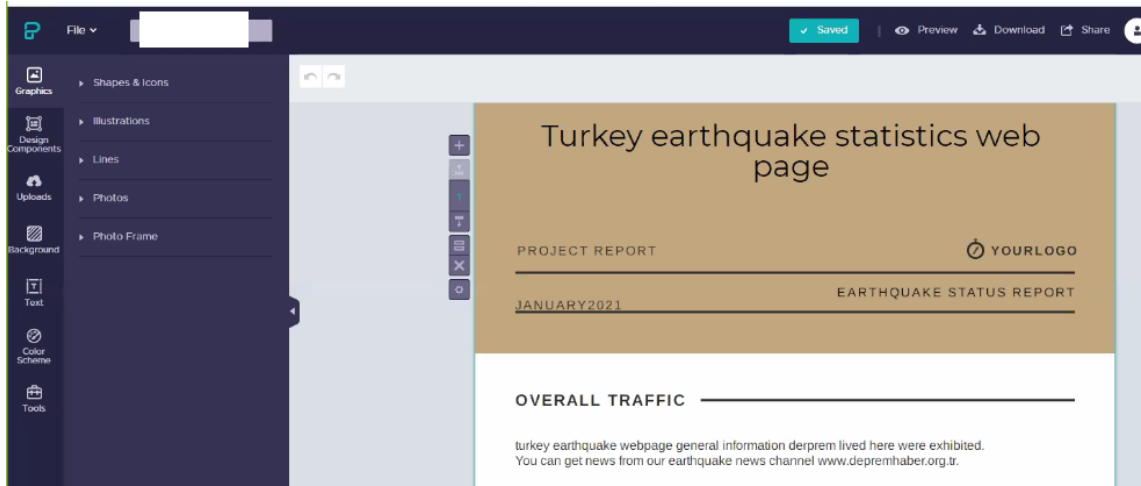 File
Saved
Preview
Download
Share
Graphics
Shapes & Icons
Illustrations
Design
Components
Lines
Uploads
Photos
Background
Photo Frame
Text
Color
Scheme
Tools
Turkey earthquake statistics web
page
PROJECT REPORT
YOURLOGO
EARTHQUAKE STATUS REPORT
JANUARY2021
OVERALL TRAFFIC
turkey earthquake webpage general information derprem lived here were exhibited.
You can get news from our earthquake news channel www.depremhaber.org.tr.